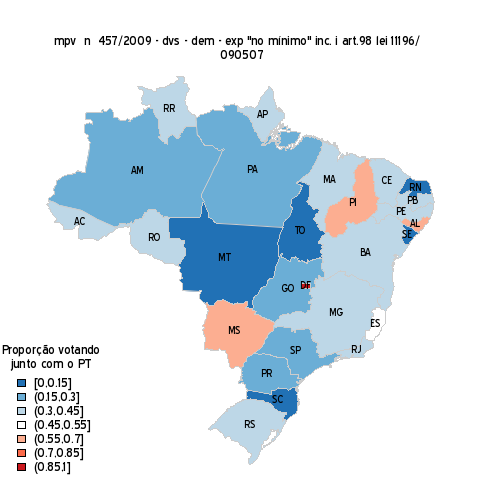 mpv n 457/2009 - dvs - dem - exp "no mínimo" inc. i art.98 lei 11196/
090507
RR
AP
AM
PA
MA
CE
RN
PB
PI
PE
AL
SE
AC
RO
TO
MT
BA
GO
DF
MG
ES
MS
SP
RJ
PR
SC
RS
Proporção votando
junto com o PT
[0,0.15]
(0.15,0.3]
(0.3,0.45]
(0.45,0.55]
(0.55,0.7]
(0.7,0.85]
(0.85,1]